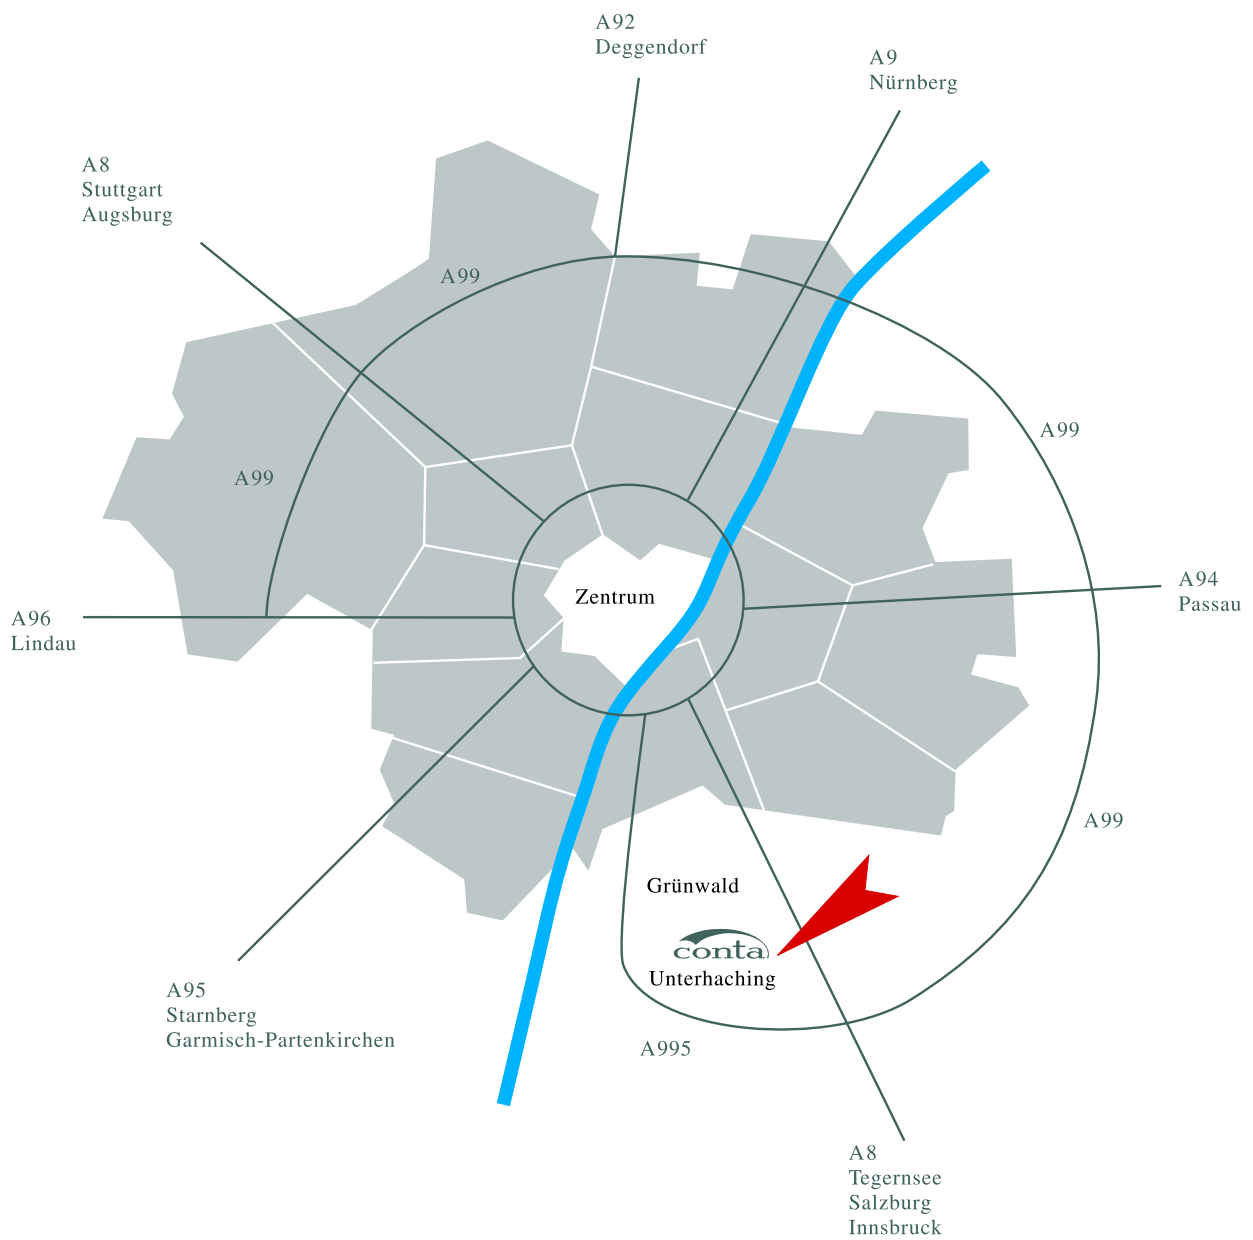 A92
Deggendorf
A9
Nürnberg
A8
Stuttgart
Augsburg
A99
A99
A99
A94
Passau
Zentrum
A96
Lindau
A99
Grünwald
conta
Unterhaching
A95
Starnberg
Garmisch-Partenkirchen
A995
A8
Tegernsee
Salzburg
Innsbruck